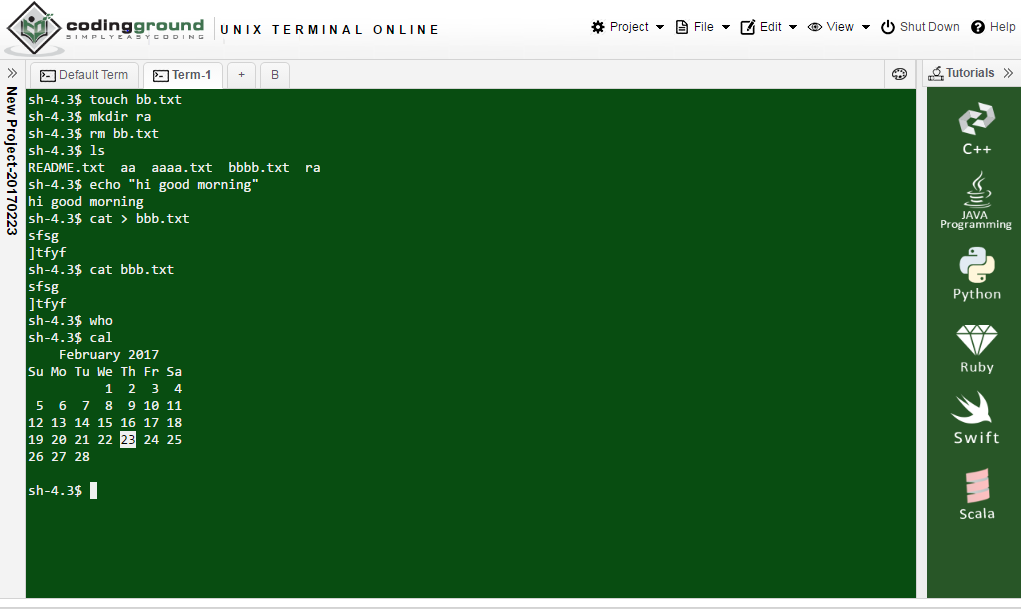 codingground
SIMPLYEASYCODING
UNIX TERMINAL ONLINE
Project
File
Edit
View
Shut Down
Help
Default Term
Term-1
+
B
Tutorials
New Project-20170223
sh-4.3$ touch bb.txt
sh-4.3$ mkdir ra
sh-4.3$ rm bb.txt
sh-4.3$ ls
README.txt  aa  aaaa.txt  bbbb.txt  ra
sh-4.3$ echo "hi good morning"
hi good morning
sh-4.3$ cat > bbb.txt
sfsg
]tfyf
sh-4.3$ cat bbb.txt
sfsg
]tfyf
sh-4.3$ who
sh-4.3$ cal
    February 2017
Su Mo Tu We Th Fr Sa
          1  2  3  4
 5  6  7  8  9 10 11
12 13 14 15 16 17 18
19 20 21 22 23 24 25
26 27 28
sh-4.3$
C++
JAVA
Programming
Python
Ruby
Swift
Scala